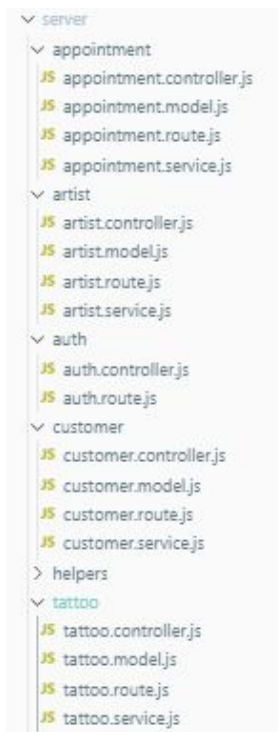 server
appointment
JS appointment.controller.js
JS appointment.model.js
JS appointment.route.js
JS appointment.service.js
artist
JS artist.controller.js
JS artist.model.js
JS artist.route.js
JS artist.service.js
auth
JS auth.controller.js
JS auth.route.js
customer
JS customer.controller.js
JS customer.model.js
JS customer.route.js
JS customer.service.js
helpers
tattoo
JS tattoo.controller.js
JS tattoo.model.js
JS tattoo.route.js
JS tattoo.service.js